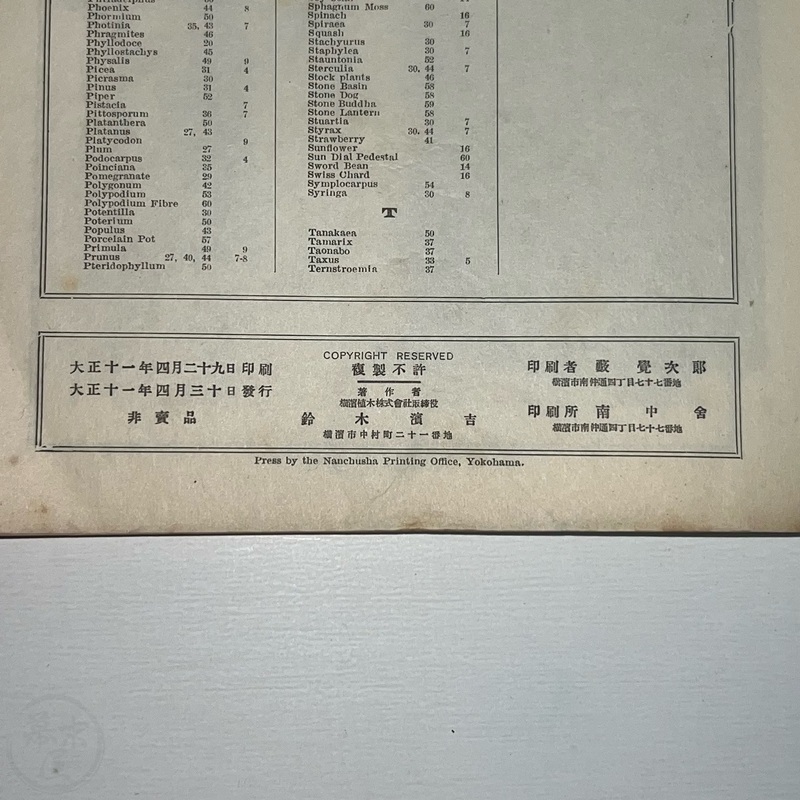 Phoenix 44 8
Phormium 50
Photinia 35, 43 7
Phragmites 46
Phyllodoce 20
Phyllostachys 45
Physalis 49 9
Picea 31 4
Picrasma 30
Pinus 31 4
Piper 52
Pistacia 7
Pittosporum 36 7
Platanthera 50
Platanus 27, 43
Platycodon 9
Plum 27
Podocarpus 32 4
Poinciana 35
Pomegranate 29
Polygonum 42
Polypodium 53
Polypodium Fibre 60
Potentilla 30
Poterium 50
Populus 43
Porcelain Pot 57
Primula 49 9
Prunus 27, 40, 44 7-8
Pteridophyllum 50
Sphagnum Moss 60
Spinach 16
Spiraea 30 7
Squash 16
Stachyurus 30
Staphylea 30 7
Stauntonia 52
Sterculia 30, 44 7
Stock plants 46
Stone Basin 58
Stone Dog 58
Stone Buddha 59
Stone Lantern 58
Stuartia 30 7
Styrax 30, 44 7
Strawberry 41
Sunflower 16
Sun Dial Pedestal 60
Sword Bean 14
Swiss Chard 16
Symplocarpus 54
Syringa 30 8
T
Tanakaea 50
Tamarix 37
Taonabo 37
Taxus 33 5
Ternstroemia 37
大正十一年四月二十九日印刷
大正十一年四月三十日發行
非賣品
COPYRIGHT RESERVED
複製不許
著作者
橫濱植木株式會社取締役
鈴木濱吉
橫濱市中村町二十一番地
印刷者 藪覺次郎
橫濱市南仲通四丁目七十七番地
印刷所 南中舍
橫濱市南仲通四丁目七十七番地
Press by the Nanchusha Printing Office, Yokohama.